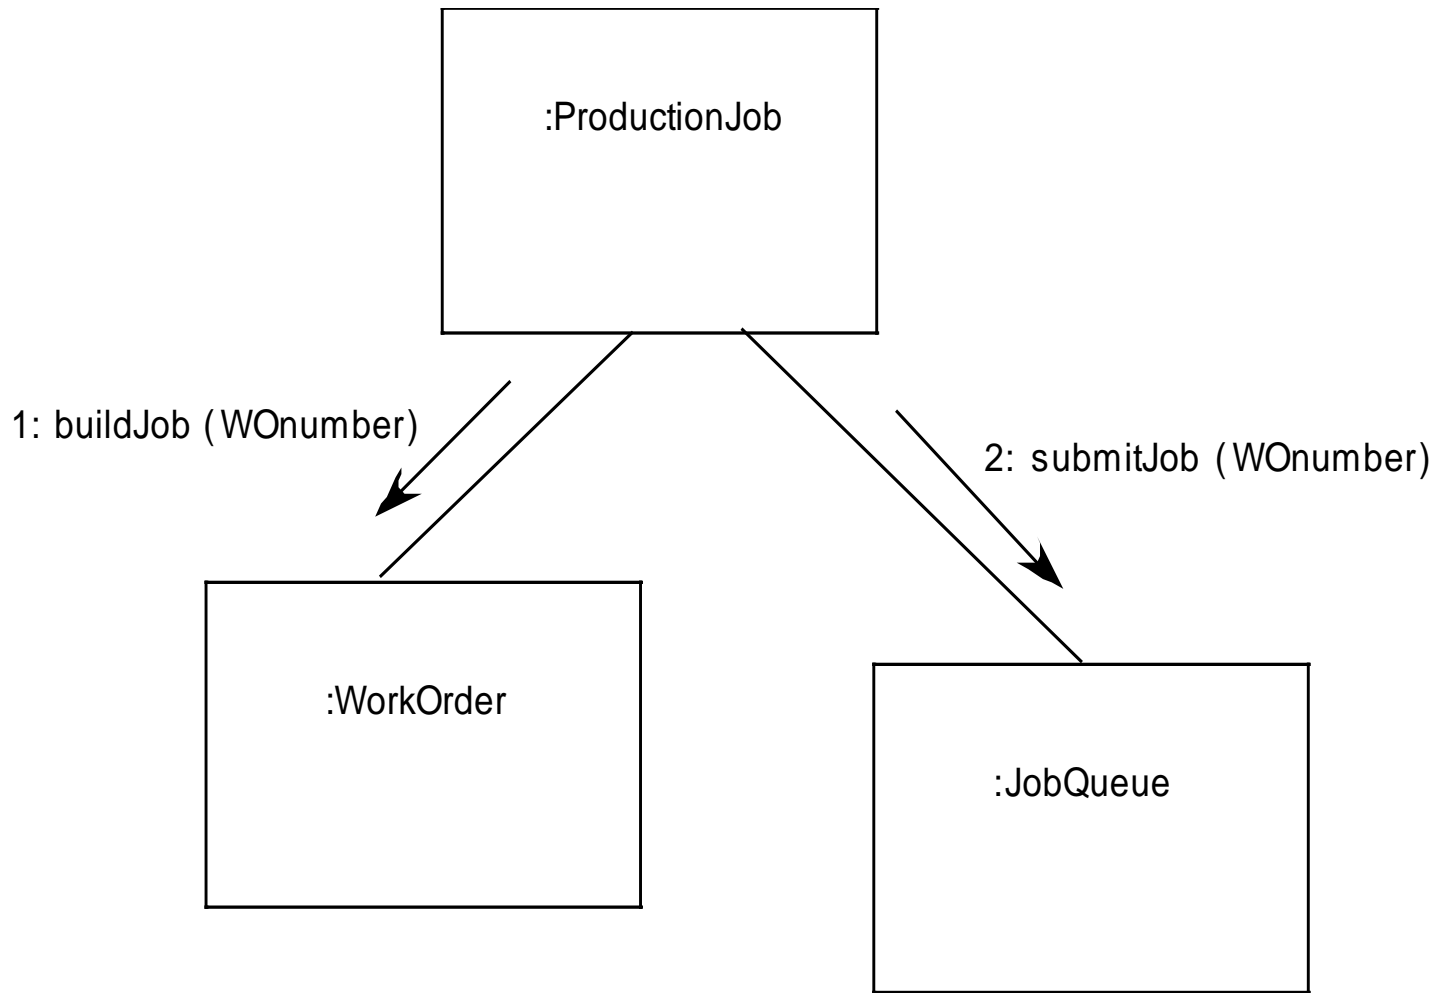 :ProductionJob
1: buildJob (WOnumber)
2: submitJob (WOnumber)
:WorkOrder
:JobQueue